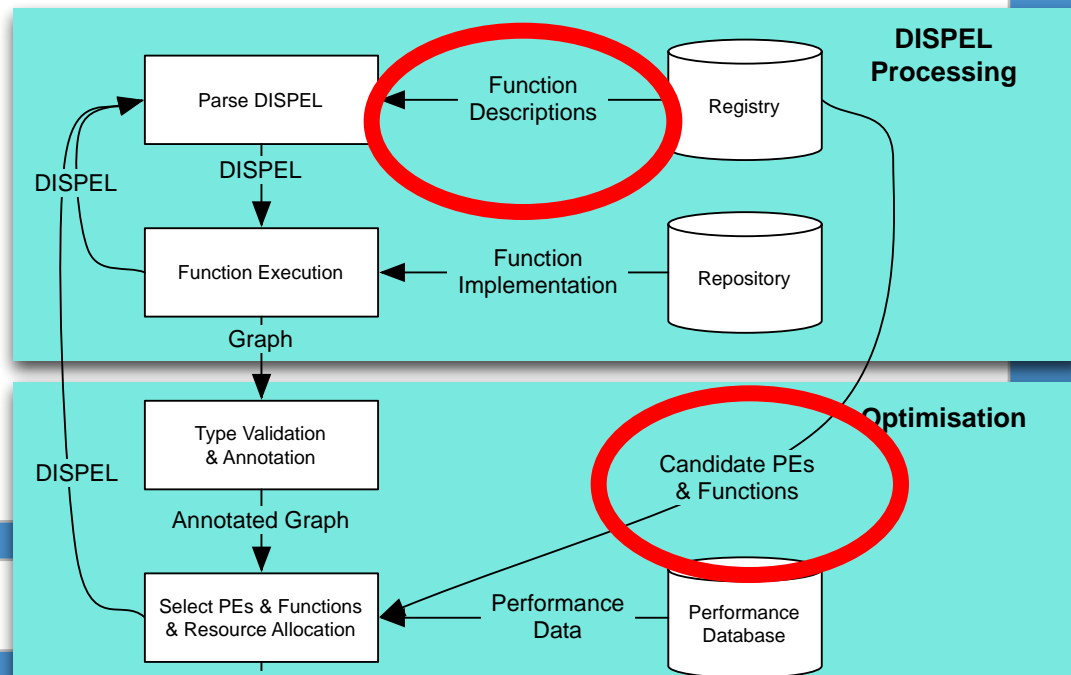 DISPEL
Processing
Parse DISPEL
Function
Descriptions
Registry
DISPEL
DISPEL
Function Execution
Function
Implementation
Repository
Graph
Optimisation
Type Validation
& Annotation
Candidate PEs
& Functions
DISPEL
Annotated Graph
Select PEs & Functions
& Resource Allocation
Performance
Data
Performance
Database